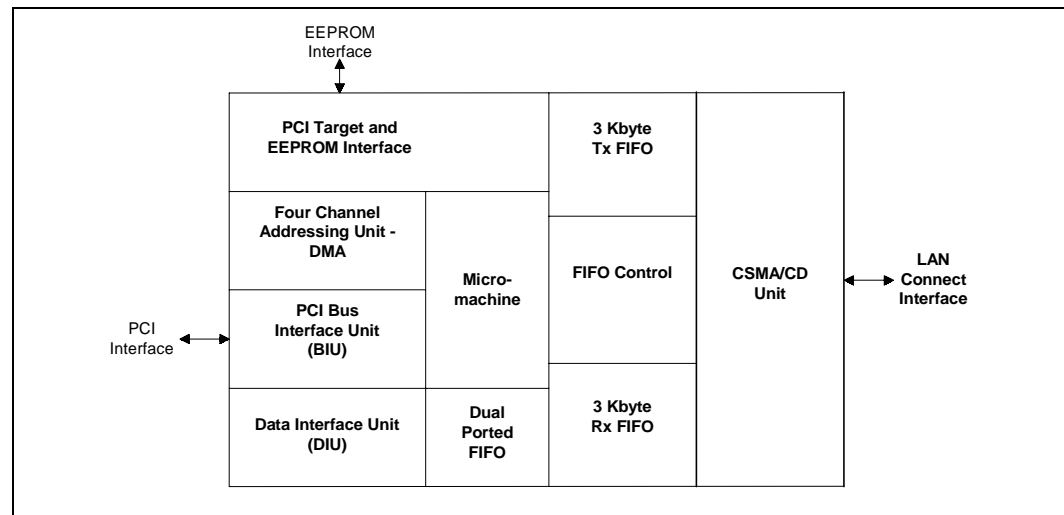 EEPROM
Interface
PCI Target and
EEPROM Interface
3 Kbyte
Tx FIFO
Four Channel
Addressing Unit -
DMA
Micro-
machine
FIFO Control
CSMA/CD
Unit
LAN
Connect
Interface
PCI
Interface
PCI Bus
Interface Unit
(BIU)
Data Interface Unit
(DIU)
Dual
Ported
FIFO
3 Kbyte
Rx FIFO